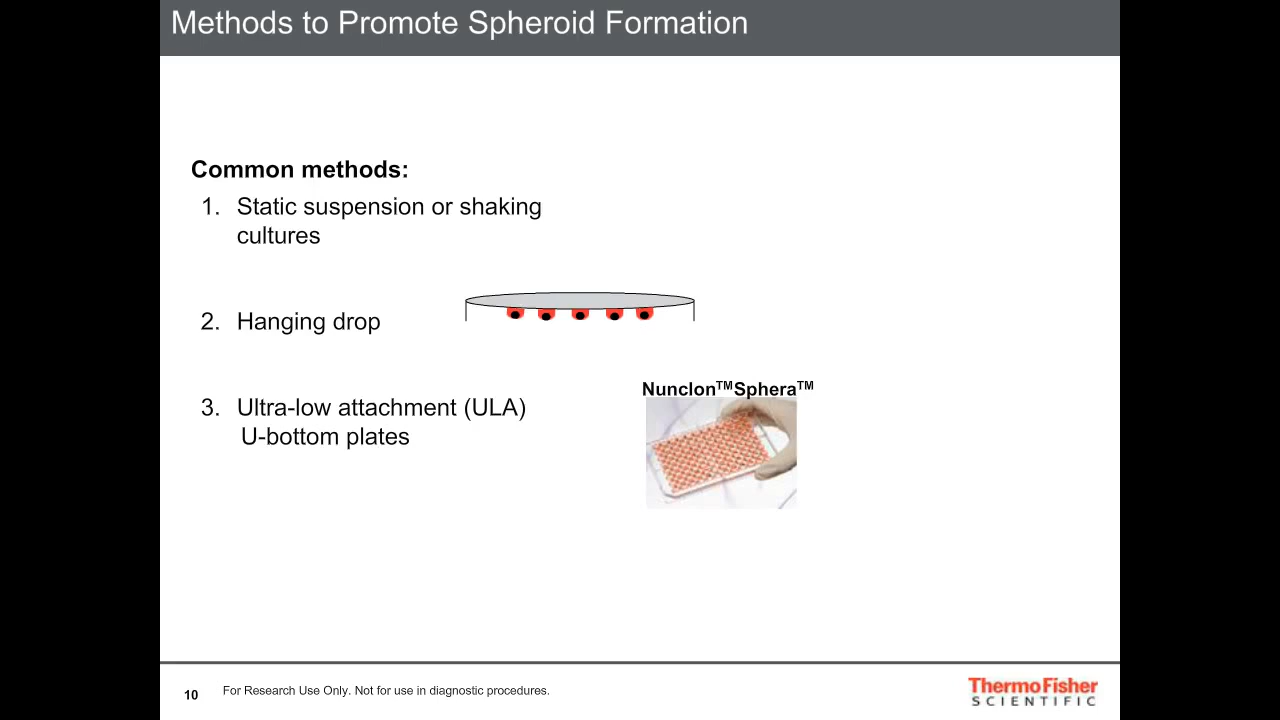 Methods to Promote Spheroid Formation
Common methods:
1. Static suspension or shaking
cultures
2. Hanging drop
Nunclon™Sphera™
3. Ultra-low attachment (ULA)
U-bottom plates
10 For Research Use Only. Not for use in diagnostic procedures.
ThermoFisher
SCIENTIFIC